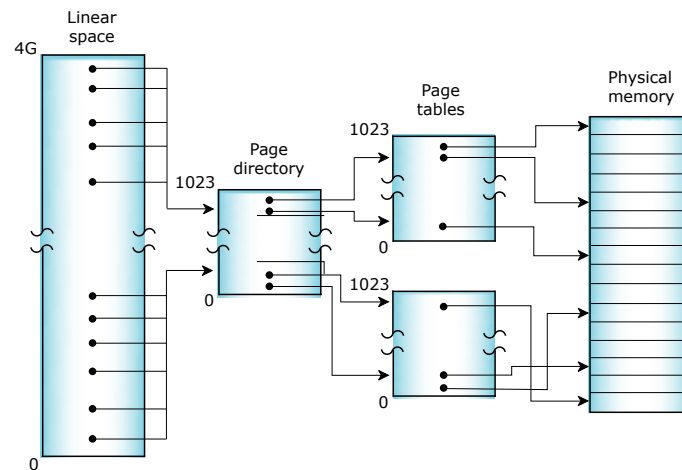 Linear
space
4G
0
Page
directory
1023
0
Page
tables
1023
0
1023
0
Physical
memory